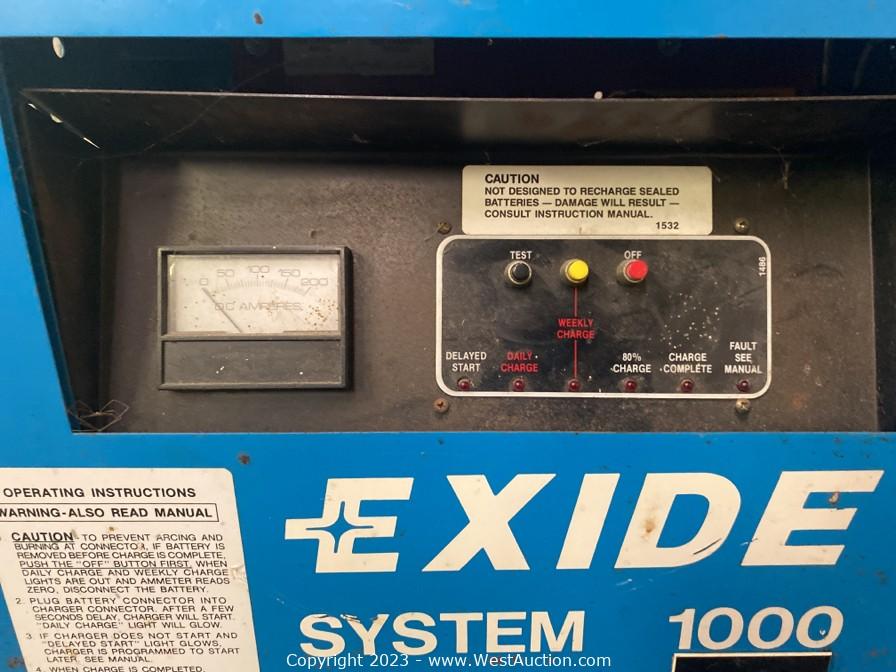 CAUTION
NOT DESIGNED TO RECHARGE SEALED
BATTERIES — DAMAGE WILL RESULT —
CONSULT INSTRUCTION MANUAL.
1532
0 50 100 150 200
DC AMPERES
TEST OFF
1486
WEEKLY
CHARGE
DELAYED
START
DAILY
CHARGE
80%
CHARGE
CHARGE
COMPLETE
FAULT
SEE
MANUAL
EXIDE
SYSTEM 1000
OPERATING INSTRUCTIONS
WARNING-ALSO READ MANUAL
CAUTION TO PREVENT ARCING AND
BURNING AT CONNECTOR, IF BATTERY IS
REMOVED BEFORE CHARGE IS COMPLETE,
PUSH THE "OFF" BUTTON FIRST. WHEN
DAILY CHARGE AND WEEKLY CHARGE
LIGHTS ARE OUT AND AMMETER READS
ZERO, DISCONNECT THE BATTERY.
2. PLUG BATTERY CONNECTOR INTO
CHARGER CONNECTOR. AFTER A FEW
SECONDS DELAY, CHARGER WILL START.
"DAILY CHARGE" LIGHT WILL GLOW.
3. IF CHARGER DOES NOT START AND
"DELAYED START" LIGHT GLOWS,
CHARGER IS PROGRAMMED TO START
LATER. SEE MANUAL.
4. WHEN CHARGE IS COMPLETED,
Copyright 2023 - www.WestAuction.com